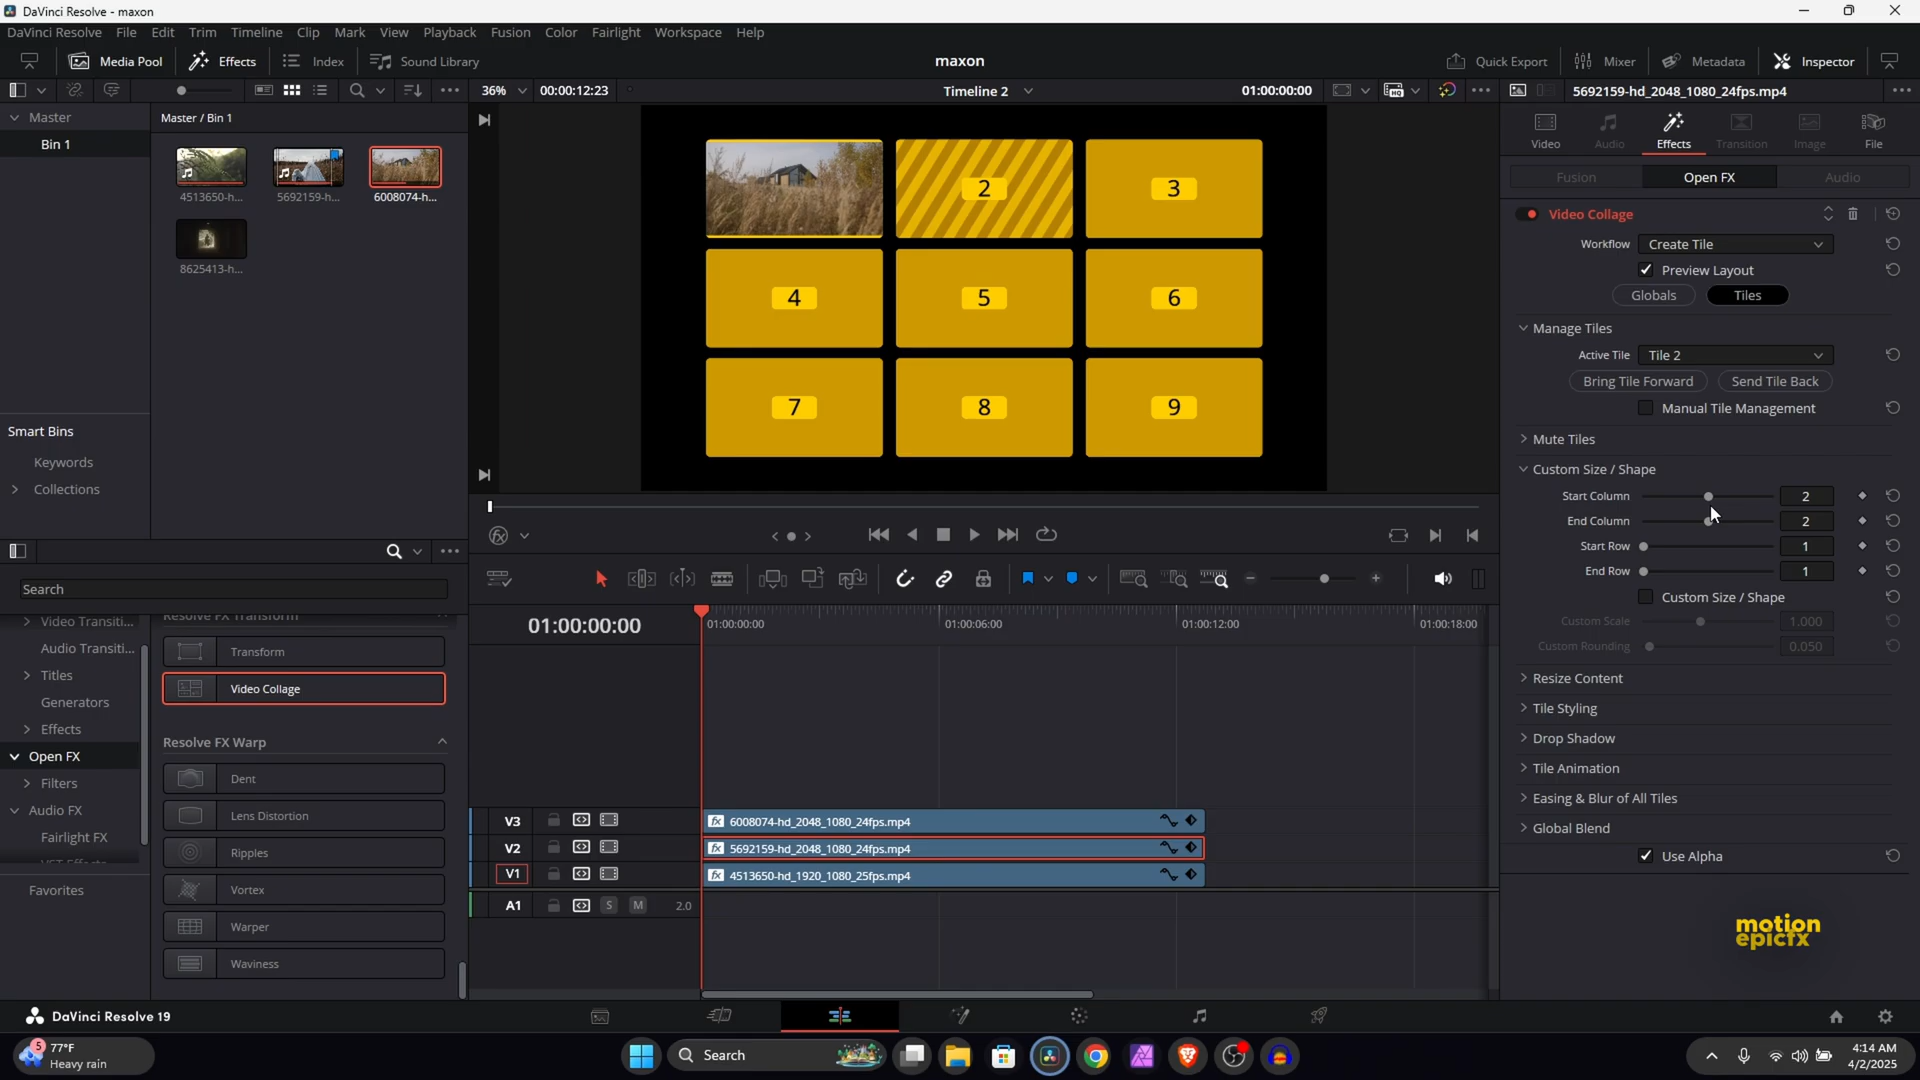 DaVinci Resolve - maxon
DaVinci Resolve File Edit Trim Timeline Clip Mark View Playback Fusion Color Fairlight Workspace Help
Media Pool Effects Index Sound Library maxon Quick Export Mixer Metadata Inspector
36% 00:00:12:23 Timeline 2 01:00:00:00 5692159-hd_2048_1080_24fps.mp4
Master
Bin 1
Master / Bin 1
4513650-h...
5692159-h...
6008074-h...
8625413-h...
Smart Bins
Keywords
Collections
2
3
4
5
6
7
8
9
Video Audio Effects Transition Image File
Fusion Open FX Audio
Video Collage
Workflow Create Tile
Preview Layout
Globals Tiles
Manage Tiles
Active Tile Tile 2
Bring Tile Forward Send Tile Back
Manual Tile Management
Mute Tiles
Custom Size / Shape
Start Column 2
End Column 2
Start Row 1
End Row 1
Custom Size / Shape
Custom Scale 1.000
Custom Rounding 0.050
Resize Content
Tile Styling
Drop Shadow
Tile Animation
Easing & Blur of All Tiles
Global Blend
Use Alpha
motion
epicfx
Search
Video Transiti...
Audio Transiti...
Titles
Generators
Effects
Open FX
Filters
Audio FX
Fairlight FX
Favorites
Resolve FX Transform
Transform
Video Collage
Resolve FX Warp
Dent
Lens Distortion
Ripples
Vortex
Warper
Waviness
01:00:00:00
01:00:00:00 01:00:06:00 01:00:12:00 01:00:18:00
V3 6008074-hd_2048_1080_24fps.mp4
V2 5692159-hd_2048_1080_24fps.mp4
V1 4513650-hd_1920_1080_25fps.mp4
A1 S M 2.0
DaVinci Resolve 19
5
77°F
Heavy rain
Search
4:14 AM
4/2/2025